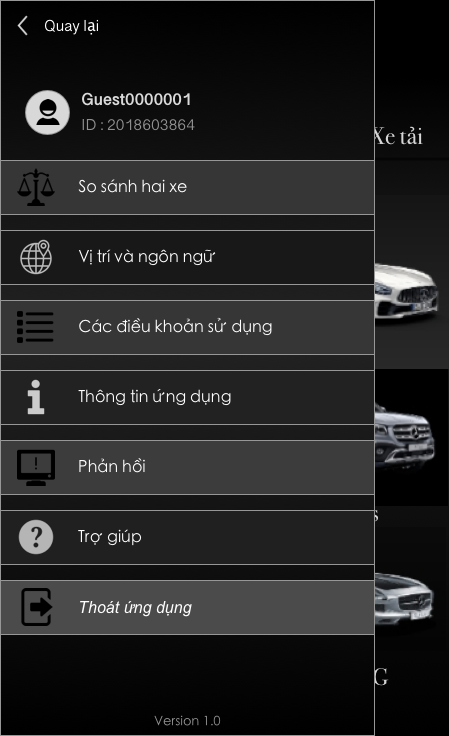 Quay lại
Guest0000001
ID : 2018603864
Xe tải
So sánh hai xe
Vị trí và ngôn ngữ
Các điều khoản sử dụng
Thông tin ứng dụng
Phản hồi
s
Trợ giúp
Thoát ứng dụng
G
Version 1.0